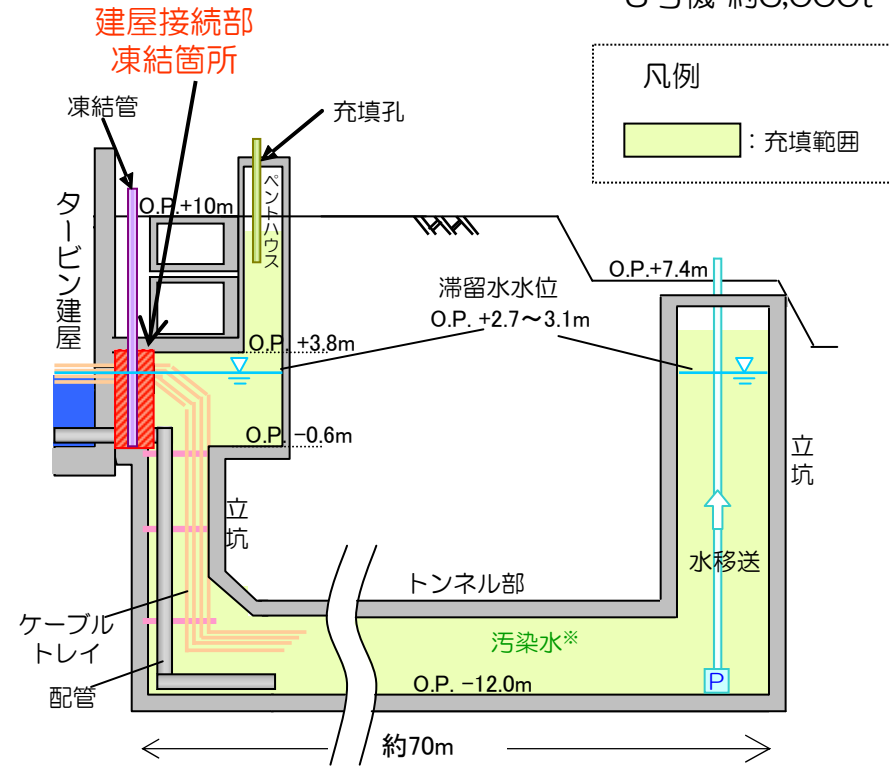 建屋接続部
凍結箇所
凡例
：充填範囲
凍結管
充填孔
ペントハウス
タービン建屋
O.P.+10m
O.P.+7.4m
滞留水水位
O.P. +2.7～3.1m
O.P. +3.8m
O.P. −0.6m
立坑
立坑
水移送
トンネル部
ケーブル
トレイ
汚染水※
配管
O.P. −12.0m
P
約70m